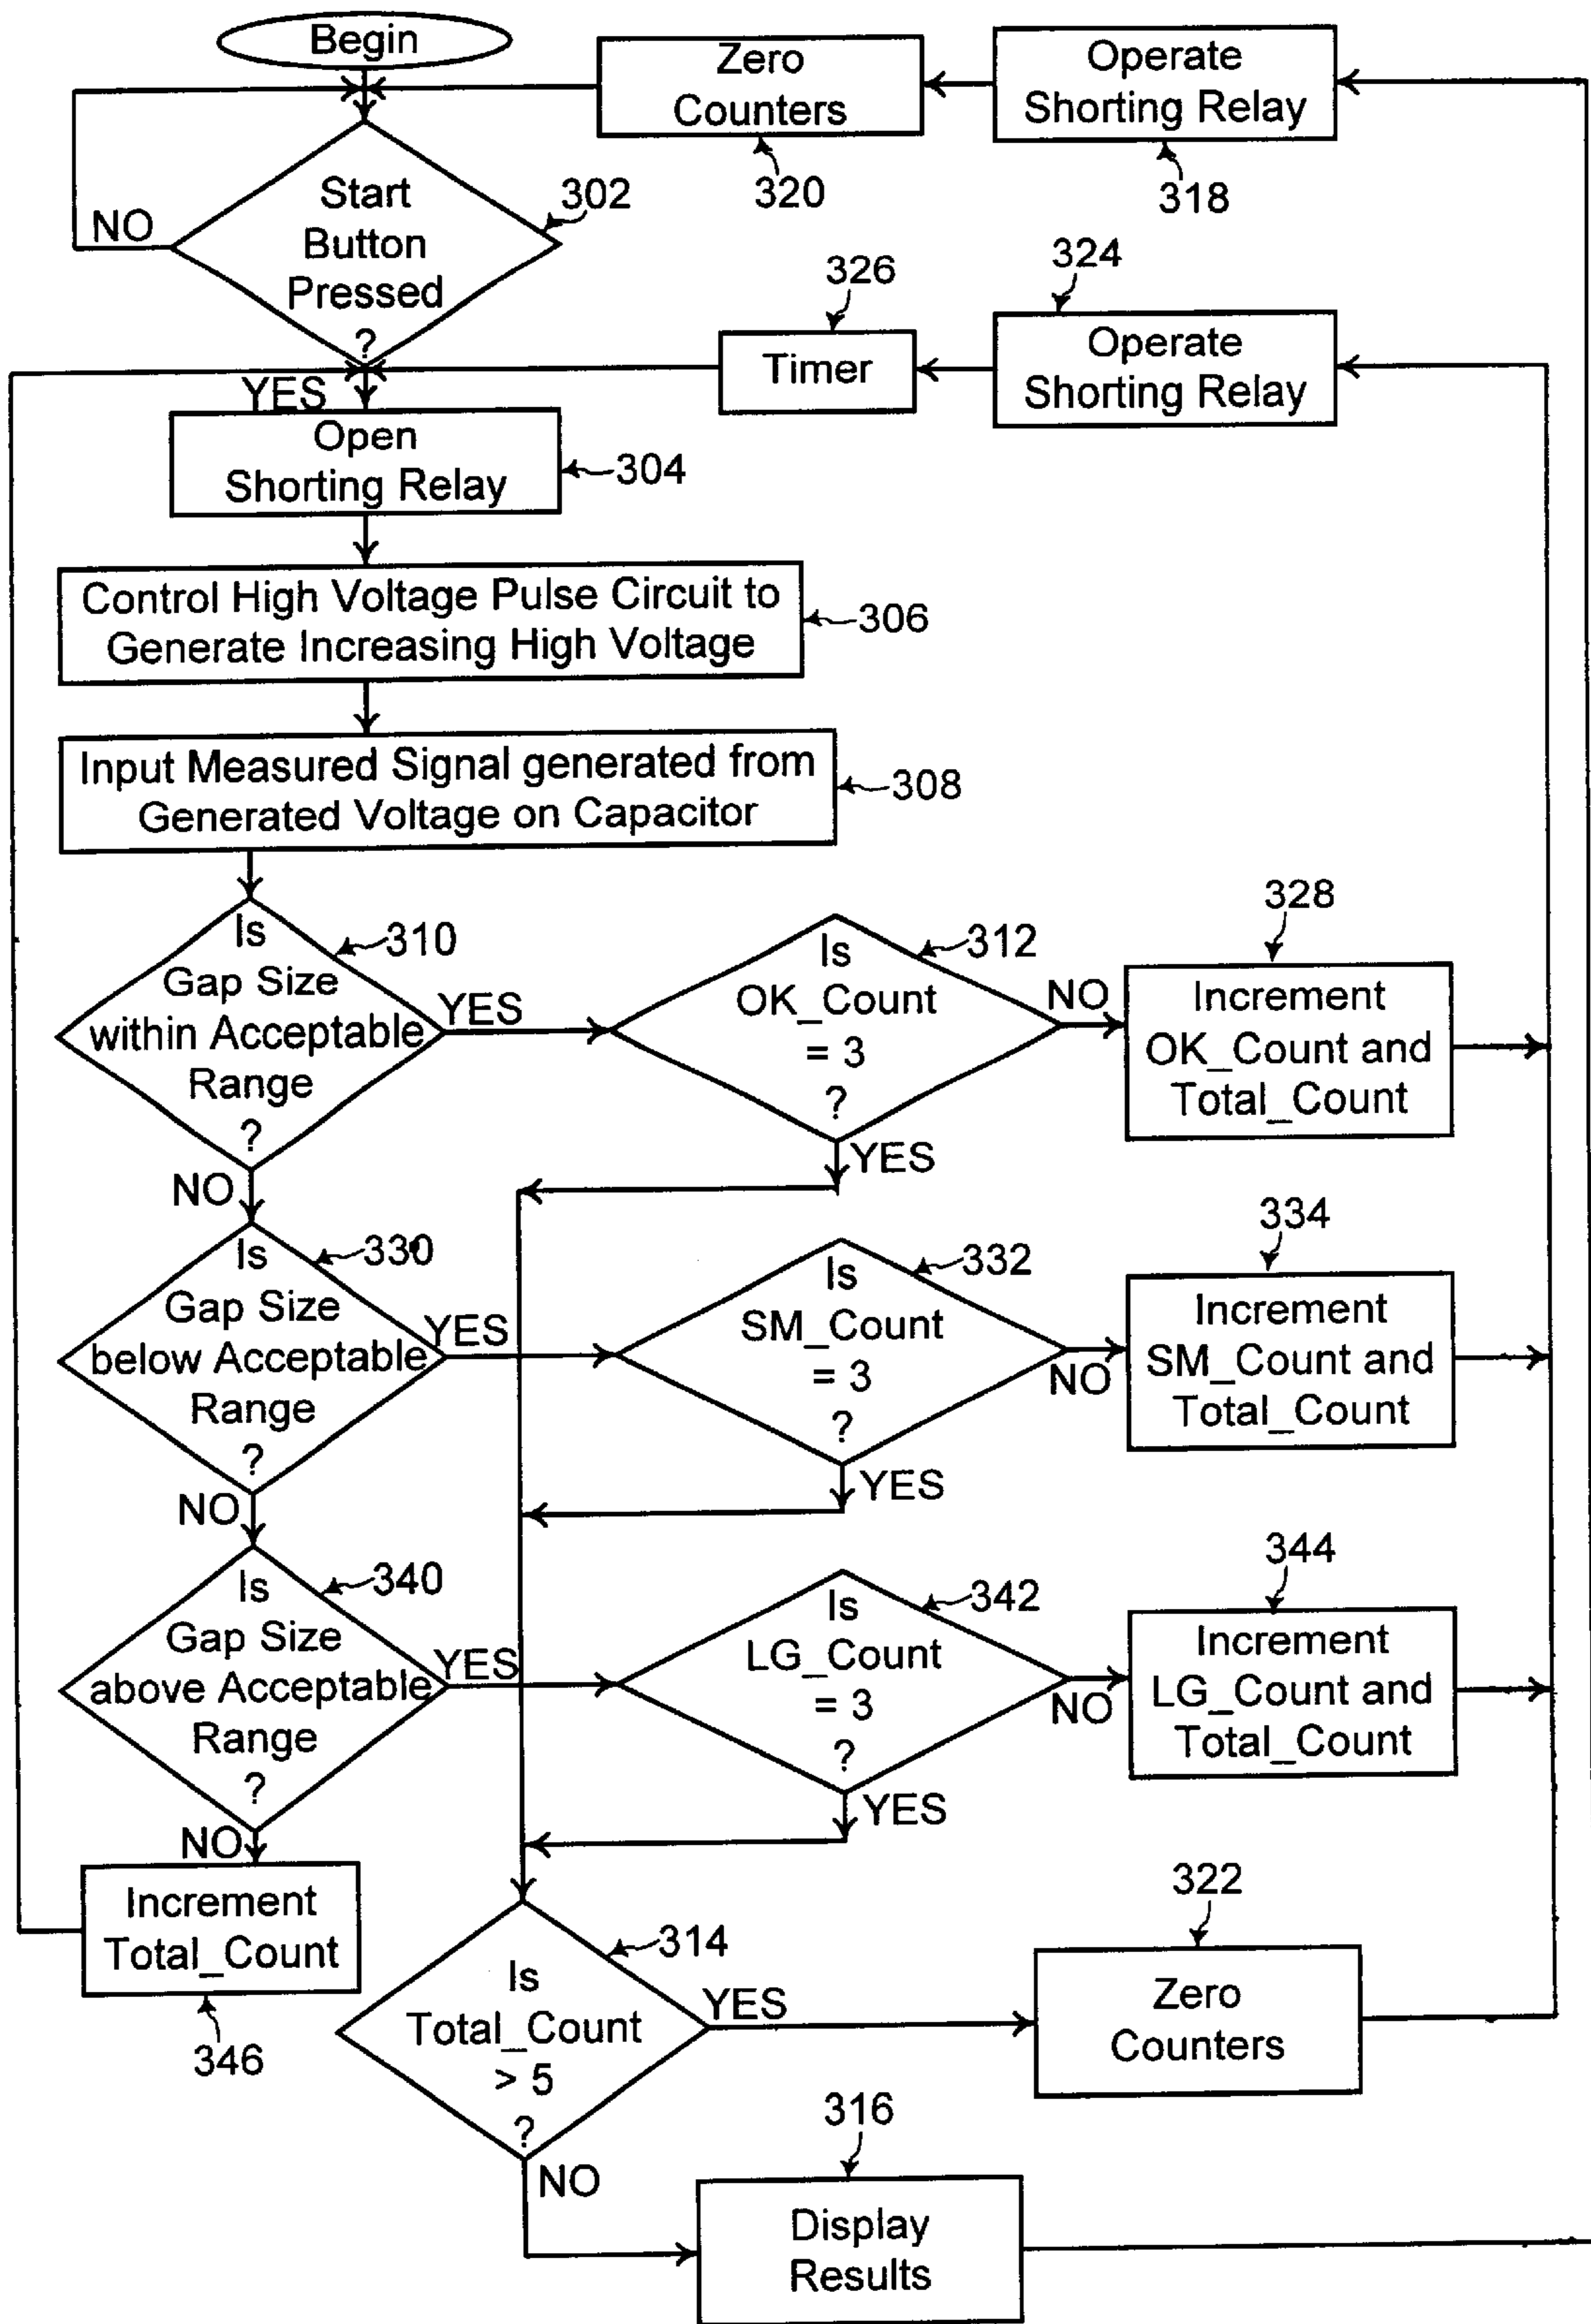 Begin
Zero
Counters
320
Operate
Shorting Relay
318
Start
Button
Pressed
?
302
NO
YES
326
Timer
324
Operate
Shorting Relay
Open
Shorting Relay
304
Control High Voltage Pulse Circuit to
Generate Increasing High Voltage
306
Input Measured Signal generated from
Generated Voltage on Capacitor
308
Is
Gap Size
within Acceptable
Range
?
310
YES
NO
Is
OK_Count
= 3
?
312
NO
YES
328
Increment
OK_Count and
Total_Count
Is
Gap Size
below Acceptable
Range
?
330
YES
NO
Is
SM_Count
= 3
?
332
NO
YES
334
Increment
SM_Count and
Total_Count
Is
Gap Size
above Acceptable
Range
?
340
YES
NO
Is
LG_Count
= 3
?
342
NO
YES
344
Increment
LG_Count and
Total_Count
Increment
Total_Count
346
Is
Total_Count
> 5
?
314
YES
NO
322
Zero
Counters
316
Display
Results